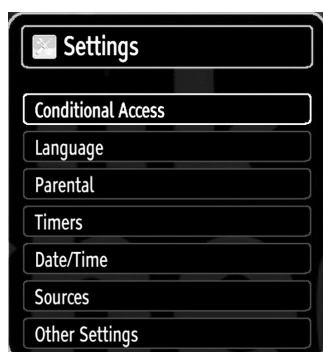 Settings
Conditional Access
Language
Parental
Timers
Date/Time
Sources
Other Settings